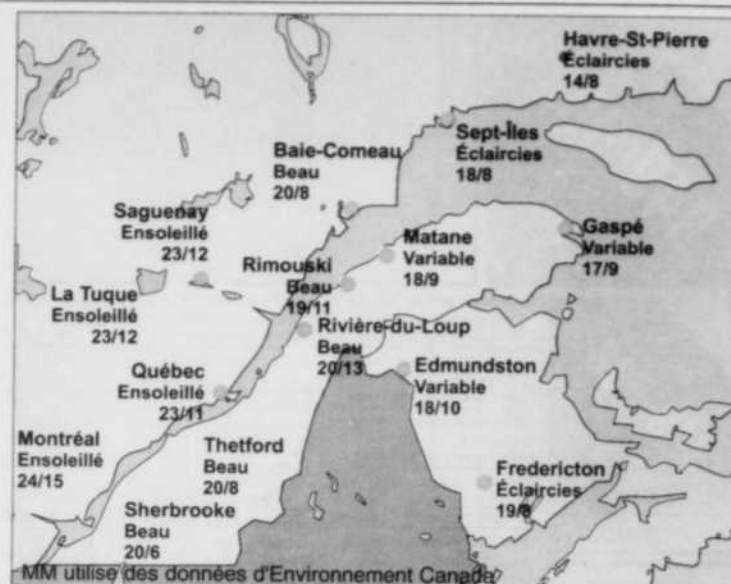 Havre-St-Pierre
Éclaircies
14/8
Sept-Îles
Éclaircies
18/8
Baie-Comeau
Beau
20/8
Saguenay
Ensoleillé
23/12
Gaspé
Variable
17/9
Matane
Variable
18/9
Rimouski
Beau
19/11
La Tuque
Ensoleillé
23/12
Rivière-du-Loup
Beau
20/13
Québec
Ensoleillé
23/11
Edmundston
Variable
18/10
Montréal
Ensoleillé
24/15
Thetford
Beau
20/8
Fredericton
Éclaircies
19/8
Sherbrooke
Beau
20/6
MM utilise des données d'Environnement Canada